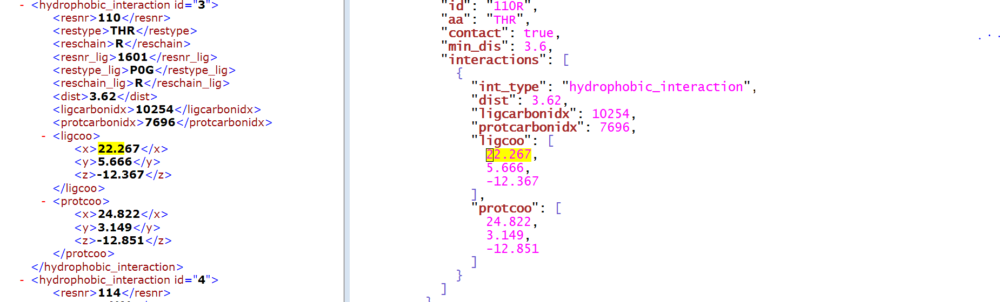 - <hydrophobic_interaction id="3">
<resnr>110</resnr>
<restype>THR</restype>
<reschain>R</reschain>
<resnr_lig>1601</resnr_lig>
<restype_lig>P0G</restype_lig>
<reschain_lig>R</reschain_lig>
<dist>3.62</dist>
<ligcarbonidx>10254</ligcarbonidx>
<protcarbonidx>7696</protcarbonidx>
- <ligcoo>
<x>22.267</x>
<y>5.666</y>
<z>-12.367</z>
</ligcoo>
- <protcoo>
<x>24.822</x>
<y>3.149</y>
<z>-12.851</z>
</protcoo>
</hydrophobic_interaction>
- <hydrophobic_interaction id="4">
<resnr>114</resnr>
"id": "110R",
"aa": "THR",
"contact": true,
"min_dis": 3.6,
"interactions": [
{
"int_type": "hydrophobic_interaction",
"dist": 3.62,
"ligcarbonidx": 10254,
"protcarbonidx": 7696,
"ligcoo": [
22.267,
5.666,
-12.367
],
"protcoo": [
24.822,
3.149,
-12.851
]
}
]